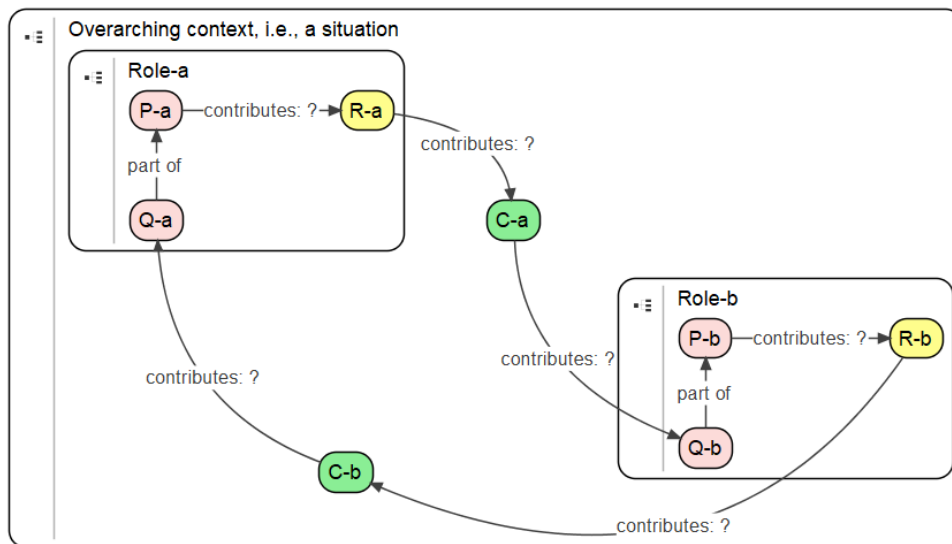 Overarching context, i.e., a situation
Role-a
P-a
contributes: ?
R-a
contributes: ?
part of
Q-a
C-a
Role-b
P-b
contributes: ?
R-b
contributes: ?
contributes: ?
part of
Q-b
C-b
contributes: ?